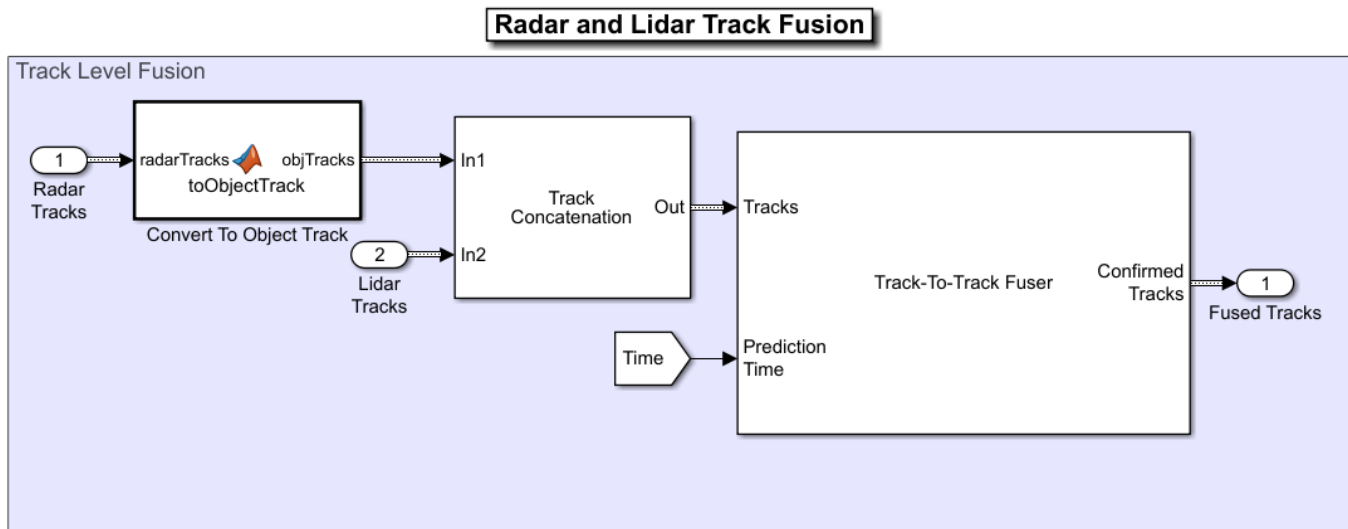 Radar and Lidar Track Fusion
Track Level Fusion
1
Radar
Tracks
radarTracks
objTracks
toObjectTrack
Convert To Object Track
2
Lidar
Tracks
In1
In2
Track
Concatenation
Out
Time
Tracks
Prediction
Time
Track-To-Track Fuser
Confirmed
Tracks
1
Fused Tracks